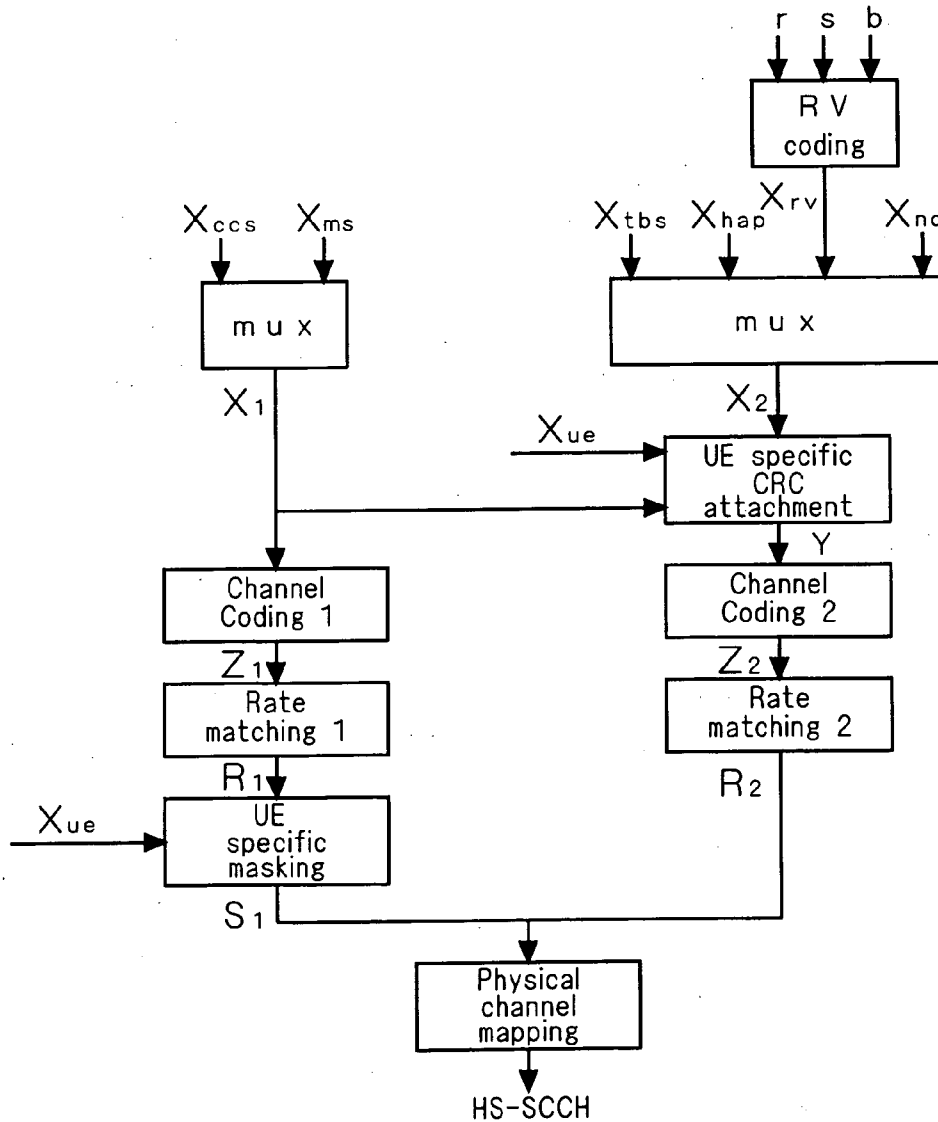 r s b
RV
coding
Xrv
Xccs Xms
Xtbs Xhap
mux
mux
X1
X2
Xue
UE specific
CRC
attachment
Y
Channel
Coding 1
Channel
Coding 2
Z1
Z2
Rate
matching 1
Rate
matching 2
R1
R2
Xue
UE
specific
masking
S1
Physical
channel
mapping
HS-SCCH